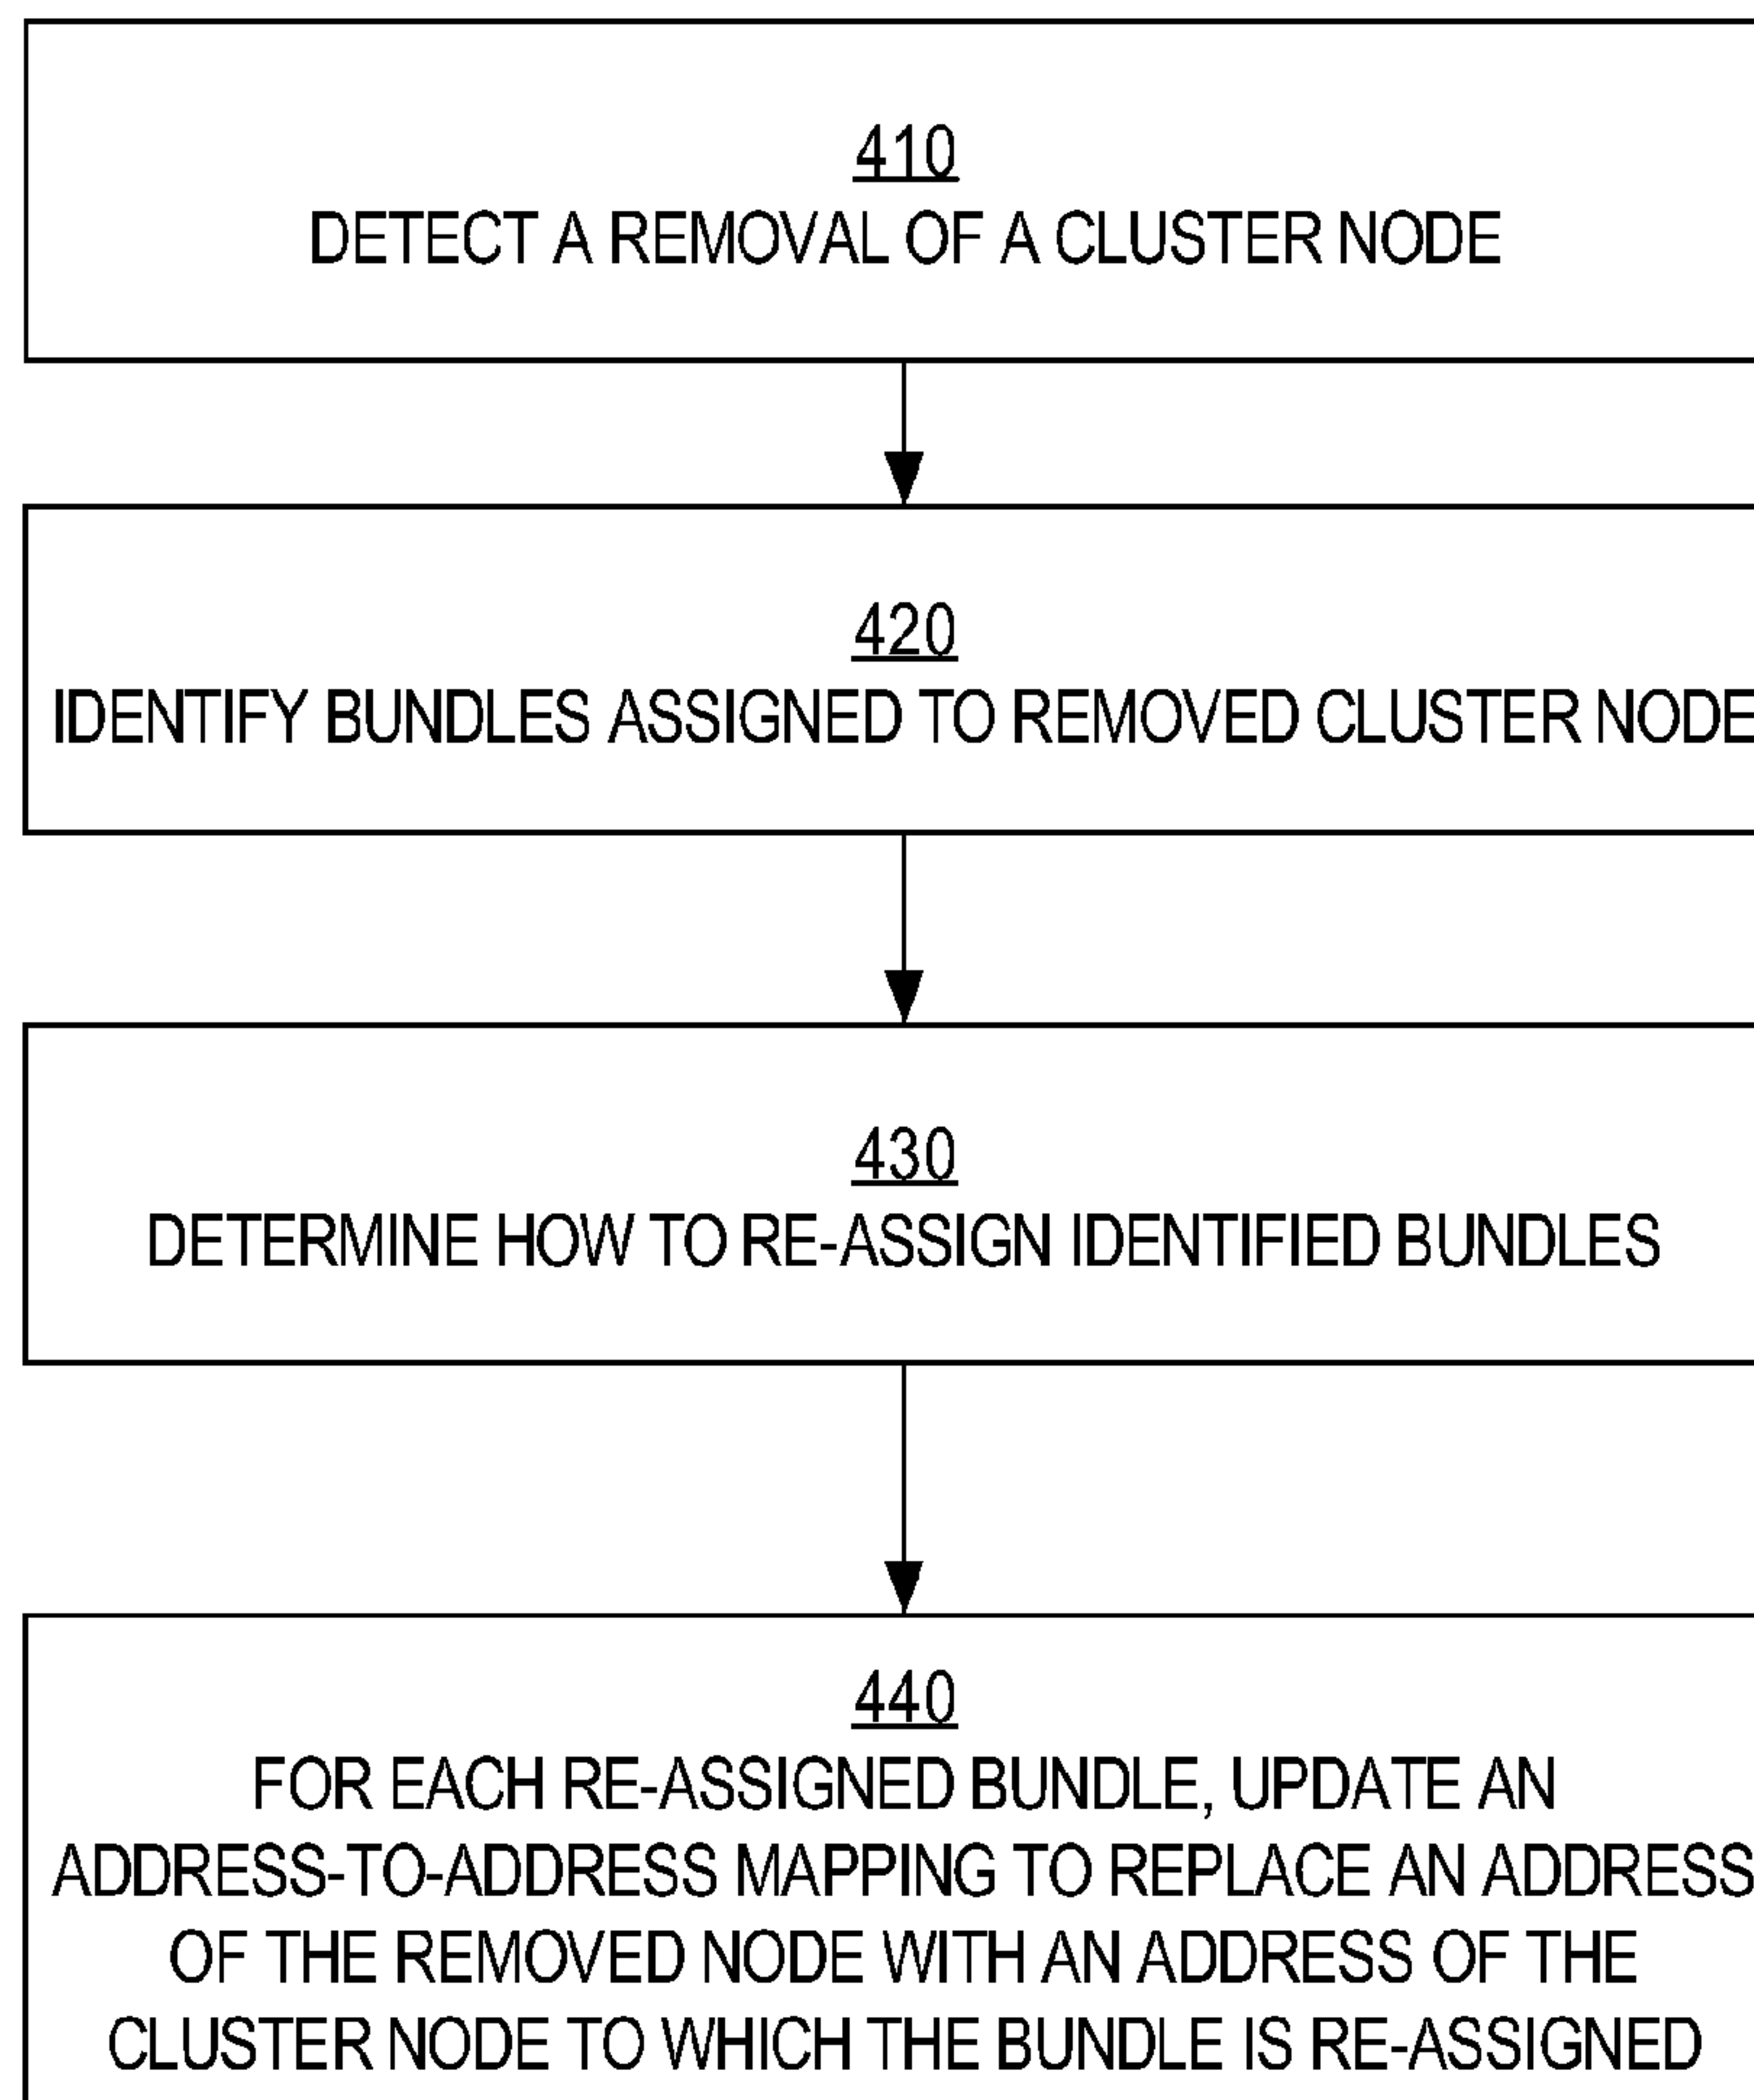 410
DETECT A REMOVAL OF A CLUSTER NODE
420
IDENTIFY BUNDLES ASSIGNED TO REMOVED CLUSTER NODE
430
DETERMINE HOW TO RE-ASSIGN IDENTIFIED BUNDLES
440
FOR EACH RE-ASSIGNED BUNDLE, UPDATE AN
ADDRESS-TO-ADDRESS MAPPING TO REPLACE AN ADDRESS
OF THE REMOVED NODE WITH AN ADDRESS OF THE
CLUSTER NODE TO WHICH THE BUNDLE IS RE-ASSIGNED